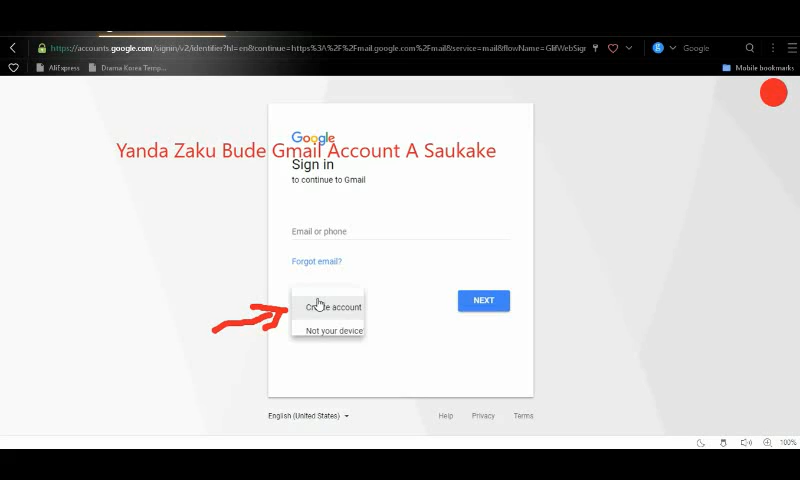 https://accounts.google.com/signin/v2/identifier?hl=en&continue=https%3A%2F%2Fmail.google.com%2Fmail&service=mail&flowName=GlifWebSign
Google
AliExpress
Drama Korea Temp...
Mobile bookmarks
Google
Yanda Zaku Bude Gmail Account A Saukake
Sign in
to continue to Gmail
Email or phone
Forgot email?
Create account
NEXT
Not your device
English (United States)
Help
Privacy
Terms
100%